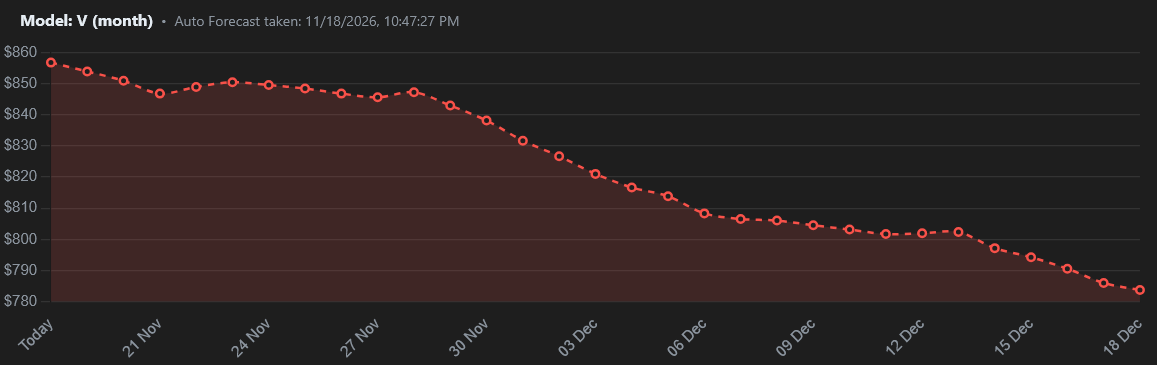 Model: V (month) • Auto Forecast taken: 11/18/2026, 10:47:27 PM
$860
$850
$840
$830
$820
$810
$800
$790
$780
Today
21 Nov
24 Nov
27 Nov
30 Nov
03 Dec
06 Dec
09 Dec
12 Dec
15 Dec
18 Dec